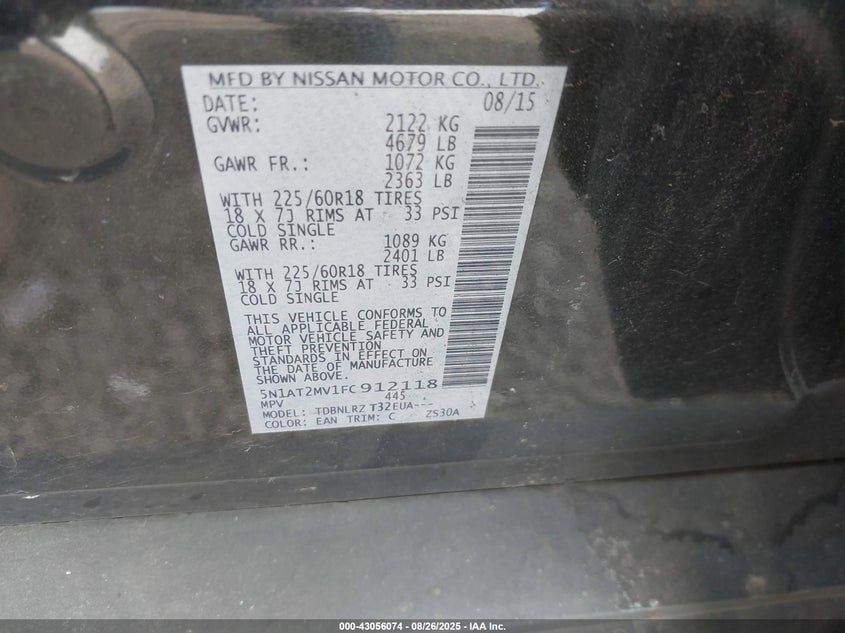 MFD BY NISSAN MOTOR CO., LTD.
DATE: 08/15
GVWR: 2122 KG
4679 LB
GAWR FR.: 1072 KG
2363 LB
WITH 225/60R18 TIRES
18 X 7J RIMS AT 33 PSI
COLD SINGLE
GAWR RR.: 1089 KG
2401 LB
WITH 225/60R18 TIRES
18 X 7J RIMS AT 33 PSI
COLD SINGLE
THIS VEHICLE CONFORMS TO
ALL APPLICABLE FEDERAL
MOTOR VEHICLE SAFETY AND
THEFT PREVENTION
STANDARDS IN EFFECT ON
THE DATE OF MANUFACTURE
SHOWN ABOVE.
5N1AT2MV1FC912118
MPV 445
MODEL: TDBNLRZ T32EUA---
COLOR: EAN TRIM: C ZS30A
000-43056074 - 08/26/2025 - IAA Inc.